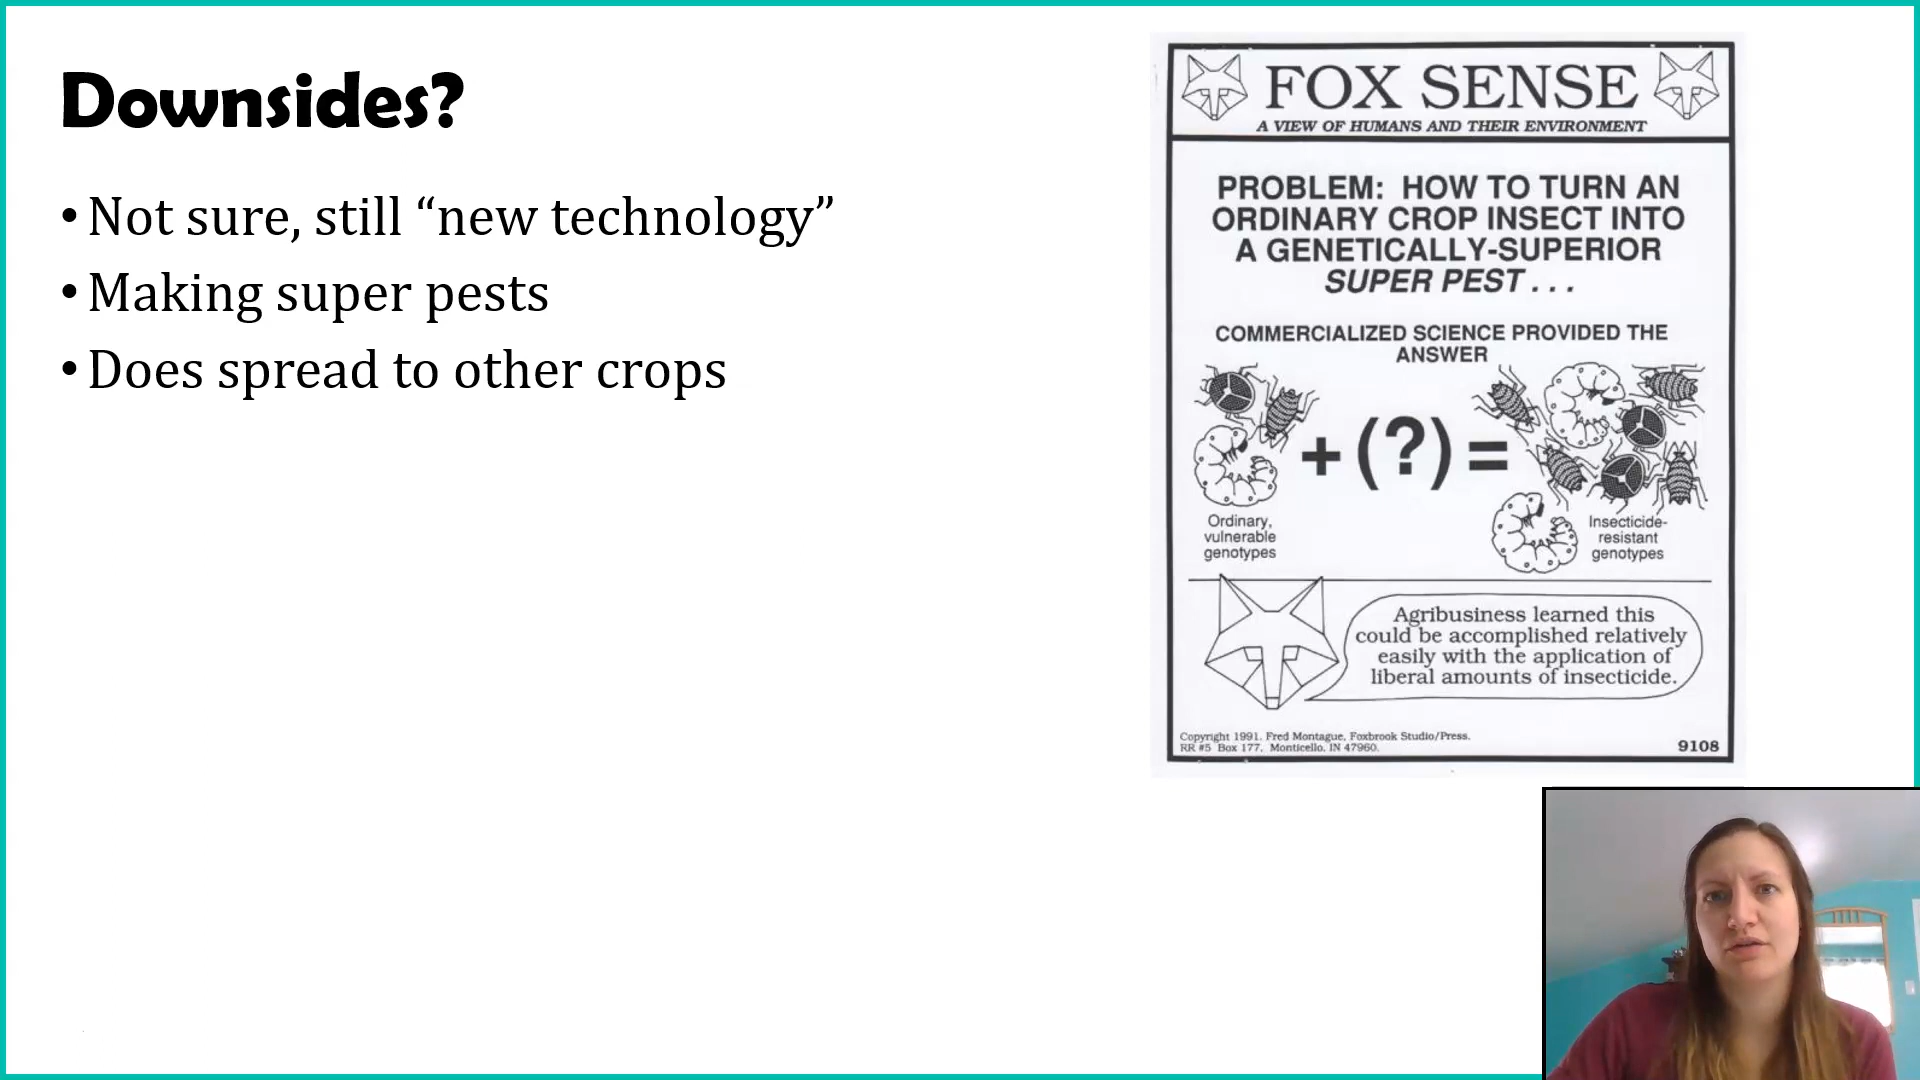 Downsides?
• Not sure, still “new technology”
• Making super pests
• Does spread to other crops
FOX SENSE
A VIEW OF HUMANS AND THEIR ENVIRONMENT
PROBLEM: HOW TO TURN AN
ORDINARY CROP INSECT INTO
A GENETICALLY-SUPERIOR
SUPER PEST . . .
COMMERCIALIZED SCIENCE PROVIDED THE
ANSWER
+ (?) =
Ordinary,
vulnerable
genotypes
Insecticide-
resistant
genotypes
Agribusiness learned this
could be accomplished relatively
easily with the application of
liberal amounts of insecticide.
Copyright 1991. Fred Montague, Foxbrook Studio/Press.
RR #5 Box 177, Monticello, IN 47960.
9108